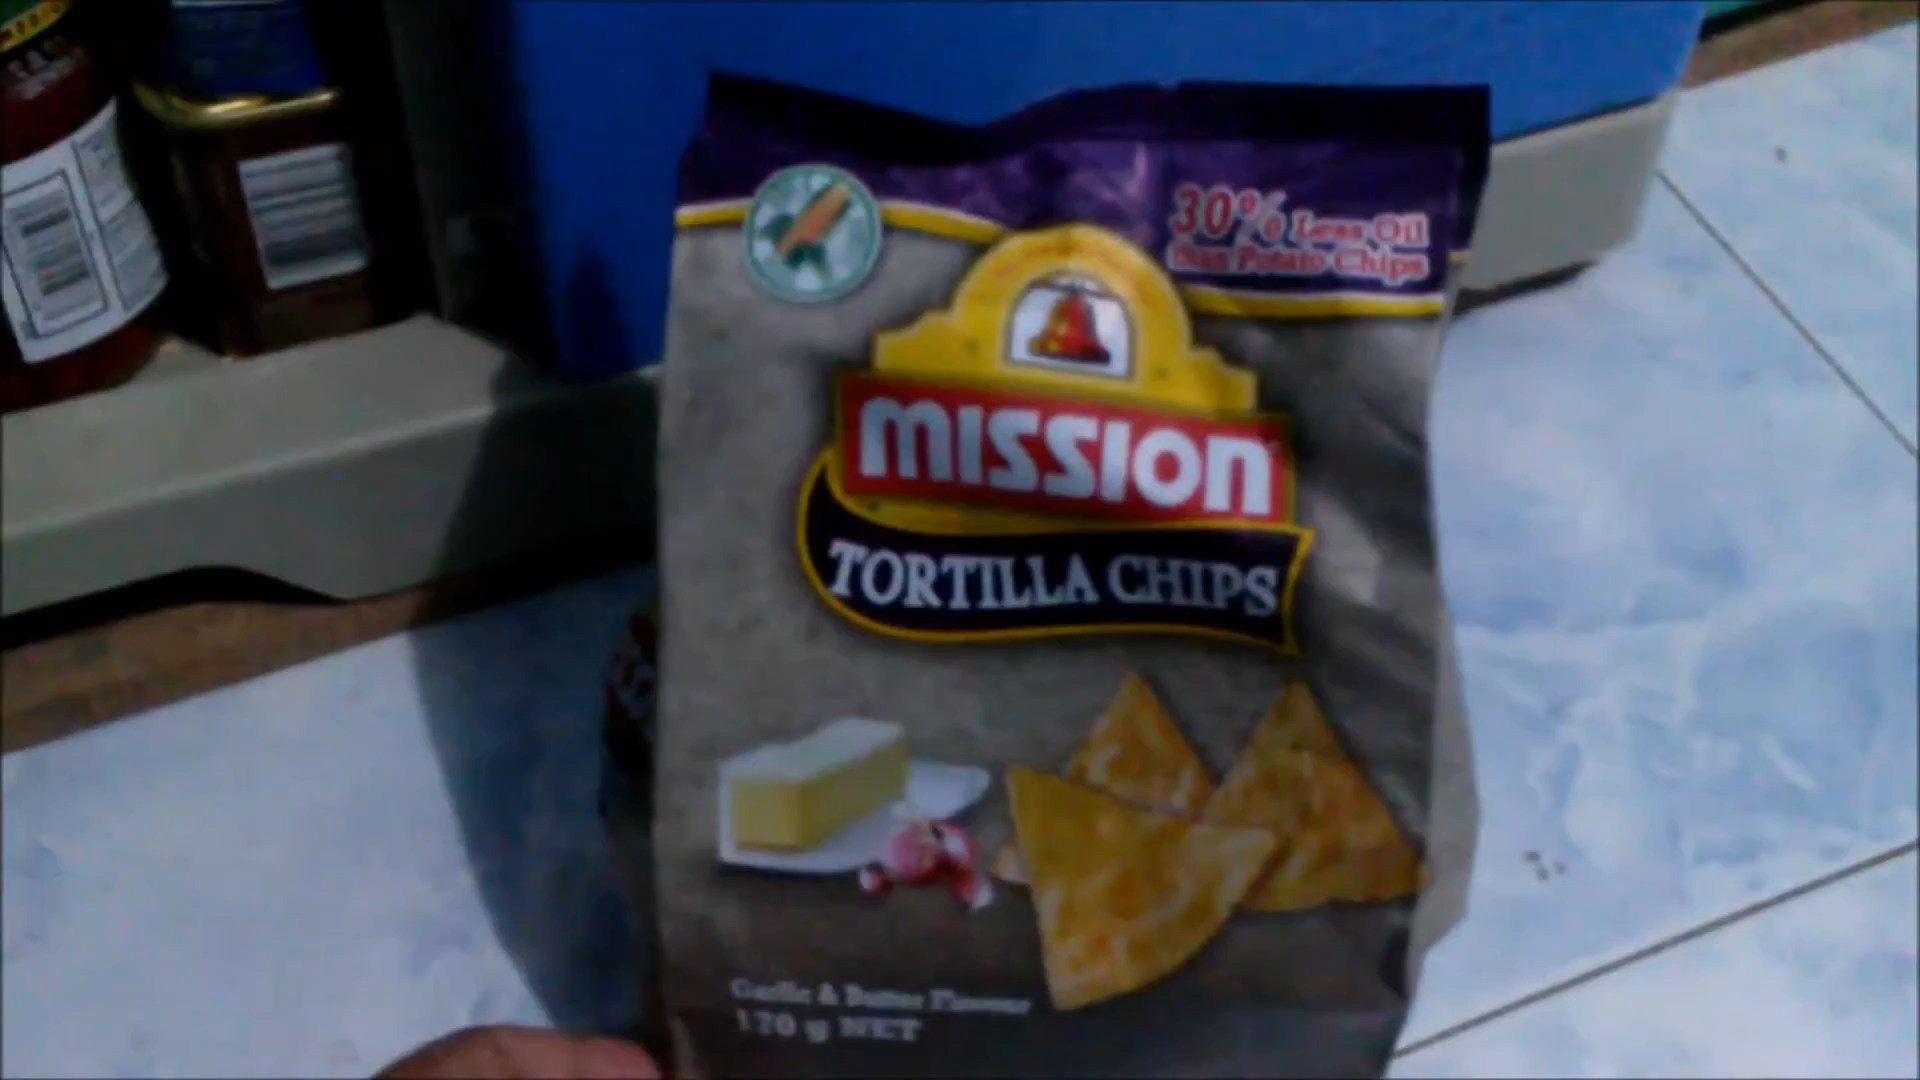 30% Less Oil
Than Potato Chips
MISSION
TORTILLA CHIPS
Garlic & Butter Flavour
170 g NET